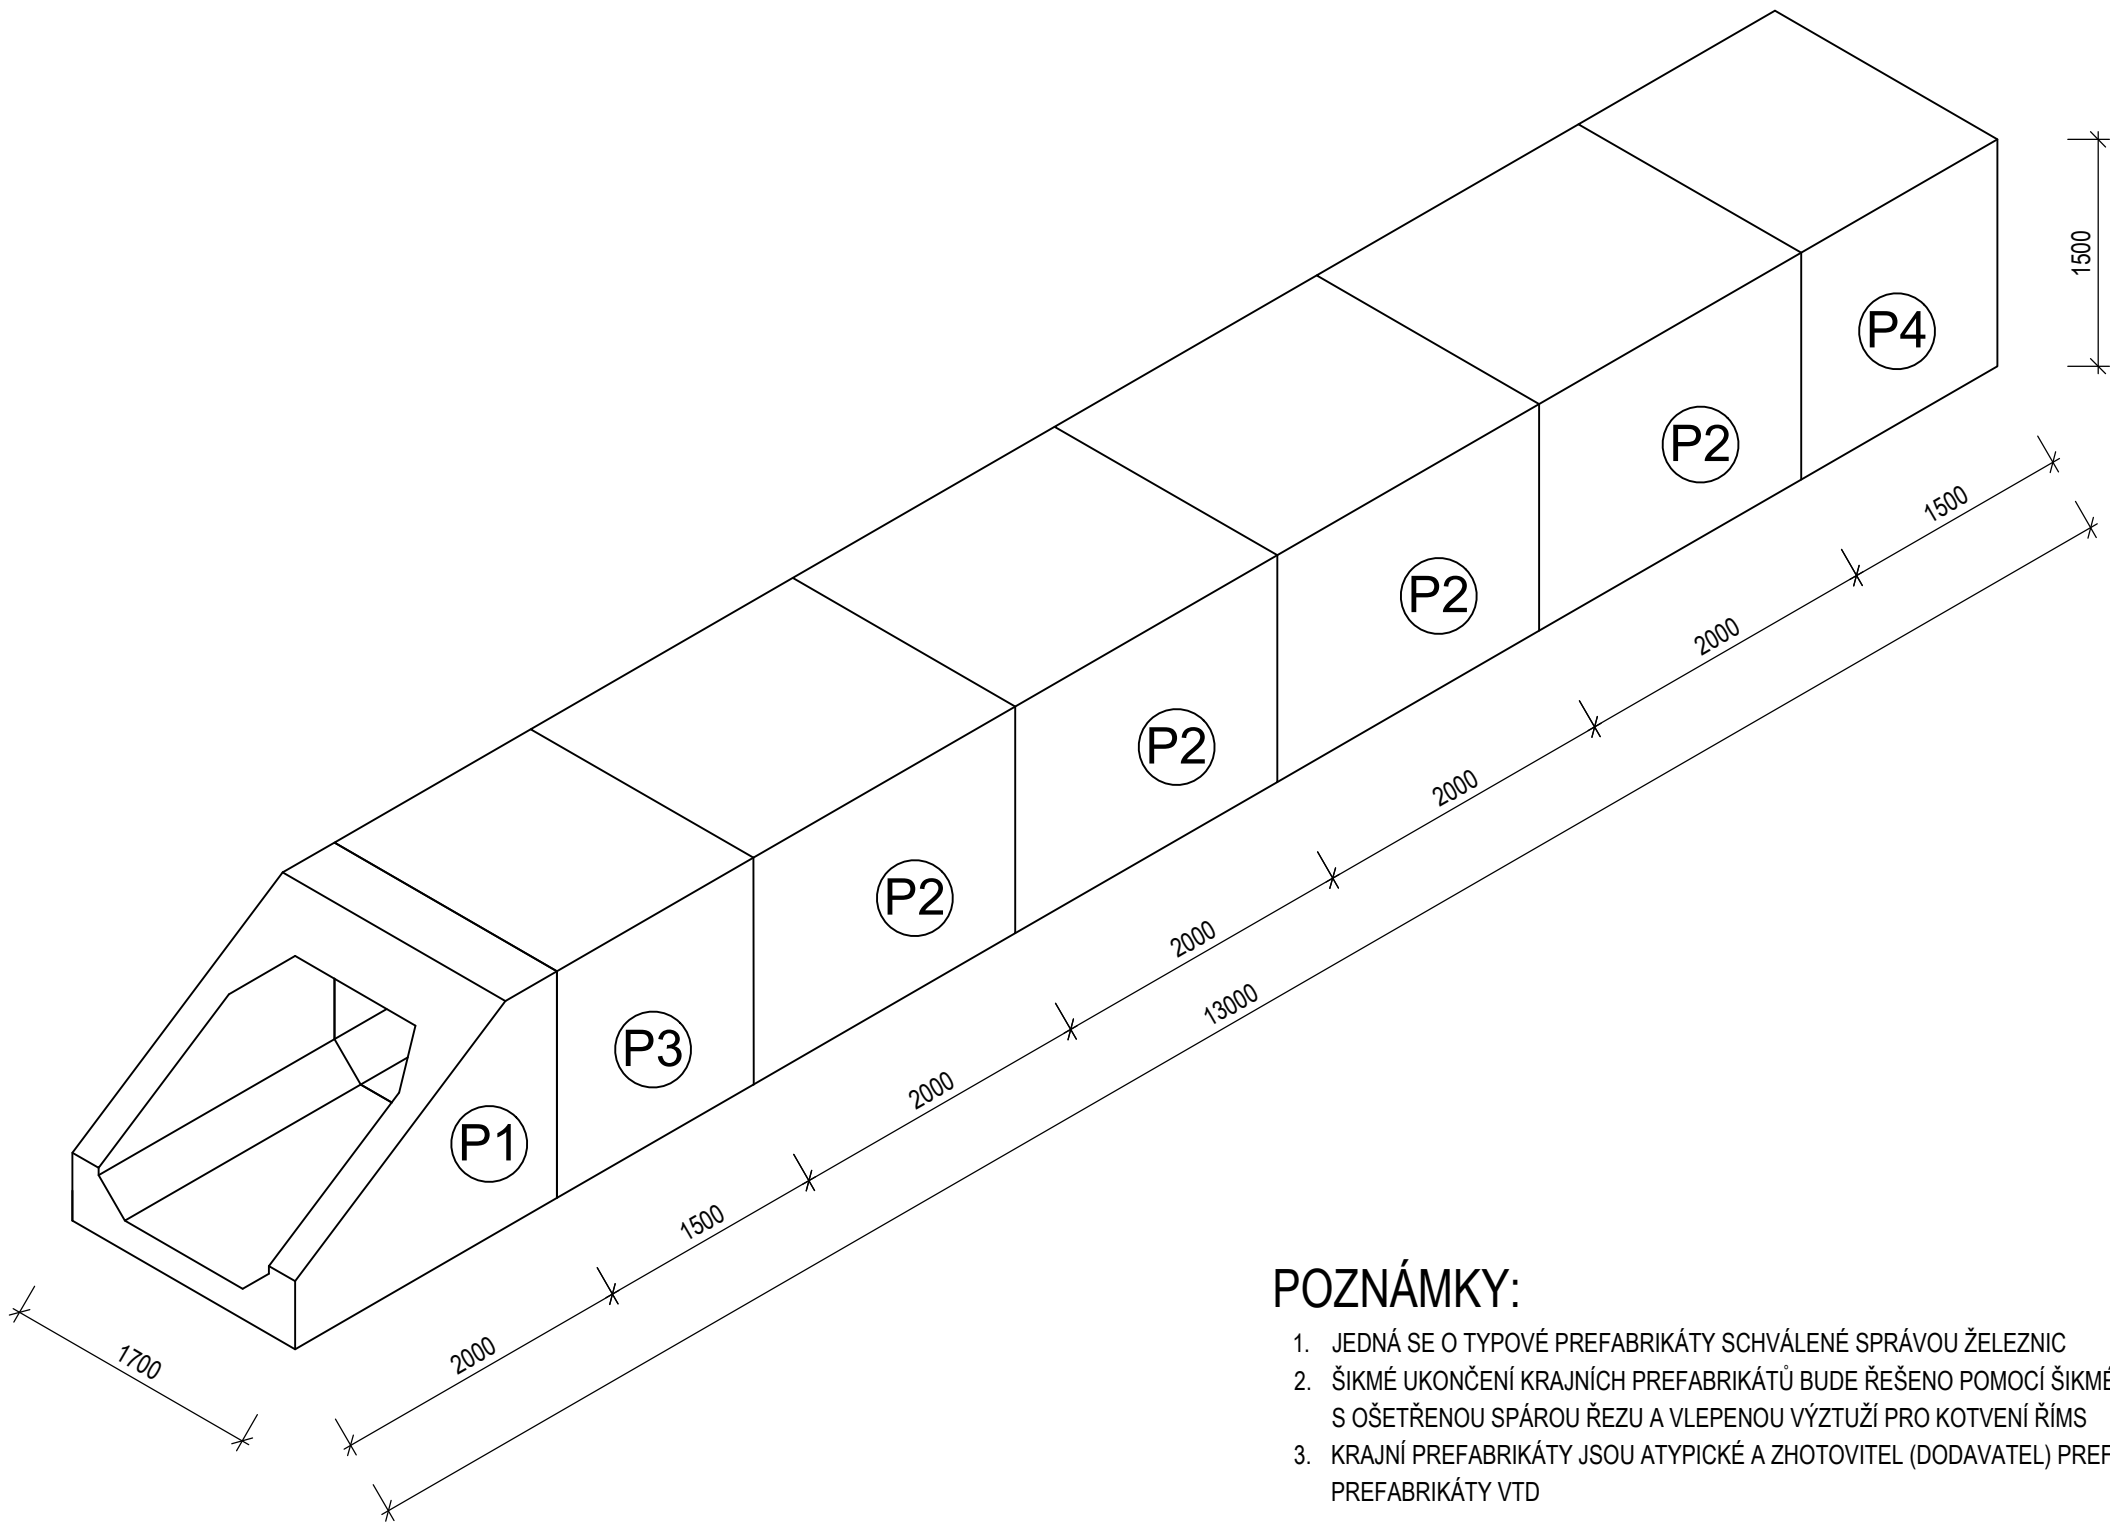 P4
1500
P2
P2
1500
P2
2000
P2
2000
P3
2000
13000
P1
2000
1500
2000
1700
POZNÁMKY:
1. JEDNÁ SE O TYPOVÉ PREFABRIKÁTY SCHVÁLENÉ SPRÁVOU ŽELEZNIC
2. ŠIKMÉ UKONČENÍ KRAJNÍCH PREFABRIKÁTŮ BUDE ŘEŠENO POMOCÍ ŠIKMÉ
S OŠETŘENOU SPÁROU ŘEZU A VLEPENOU VÝZTUŽÍ PRO KOTVENÍ ŘÍMS
3. KRAJNÍ PREFABRIKÁTY JSOU ATYPICKÉ A ZHOTOVITEL (DODAVATEL) PREF
PREFABRIKÁTY VTD